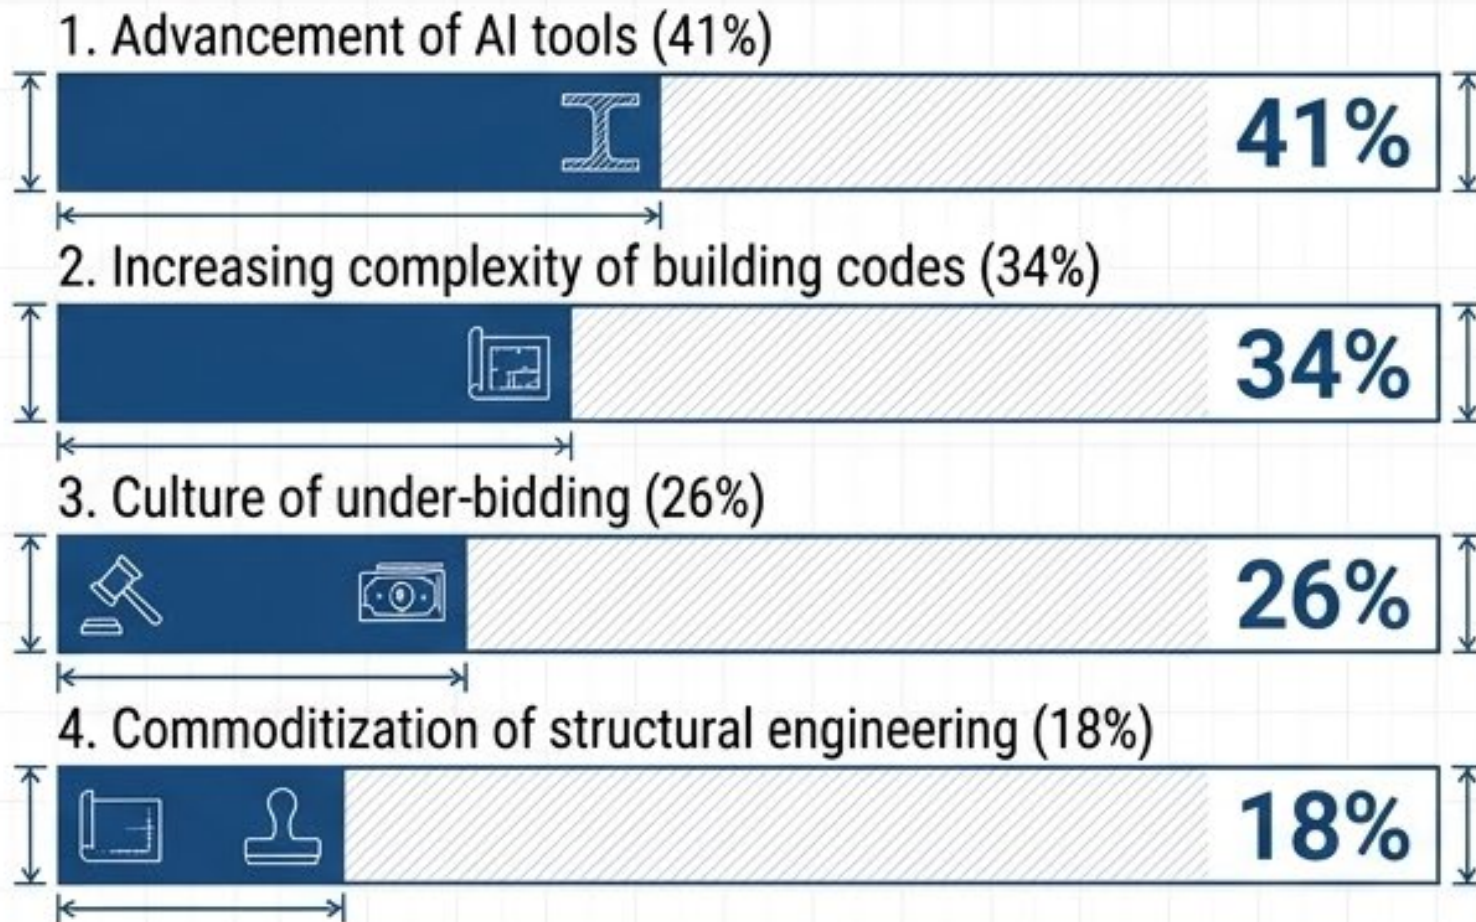 1. Advancement of AI tools (41%)
41%
2. Increasing complexity of building codes (34%)
34%
3. Culture of under-bidding (26%)
26%
4. Commoditization of structural engineering (18%)
18%